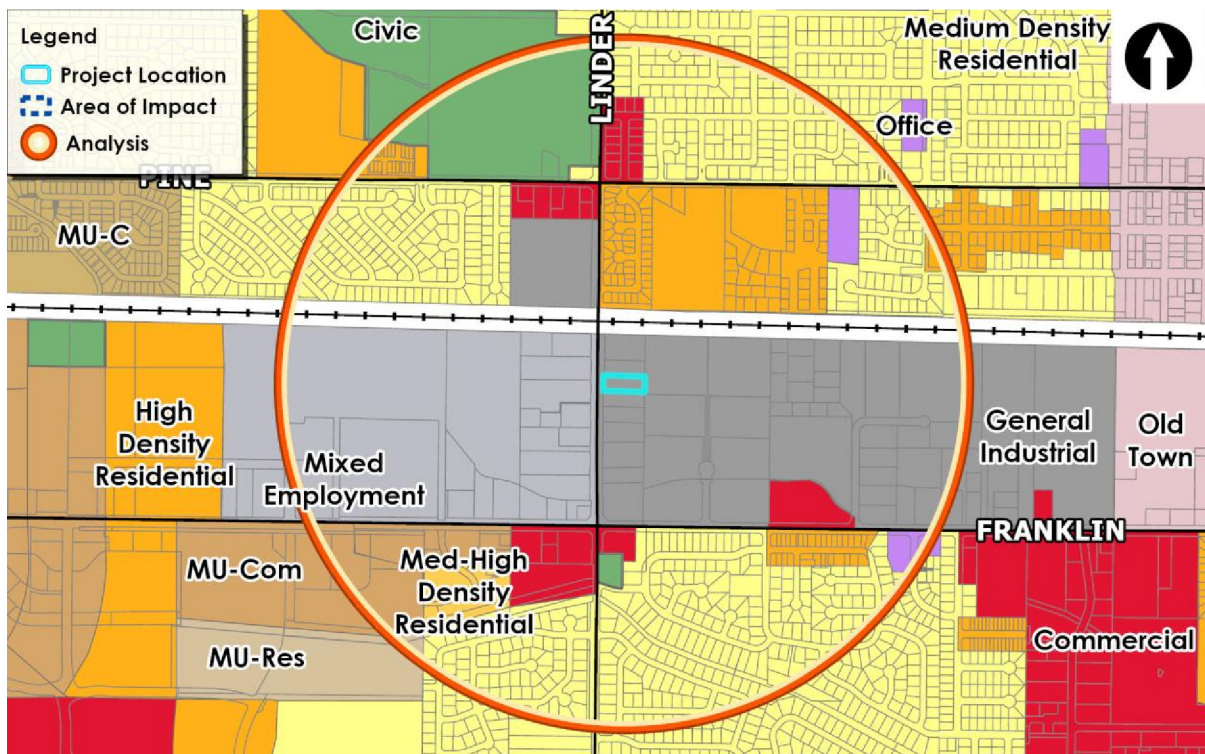 Legend
Project Location
Area of Impact
Analysis
Civic
LINDER
Medium Density
Residential
Office
PINE
MU-C
High
Density
Residential
Mixed
Employment
General
Industrial
Old
Town
FRANKLIN
MU-Com
Med-High
Density
Residential
MU-Res
Commercial